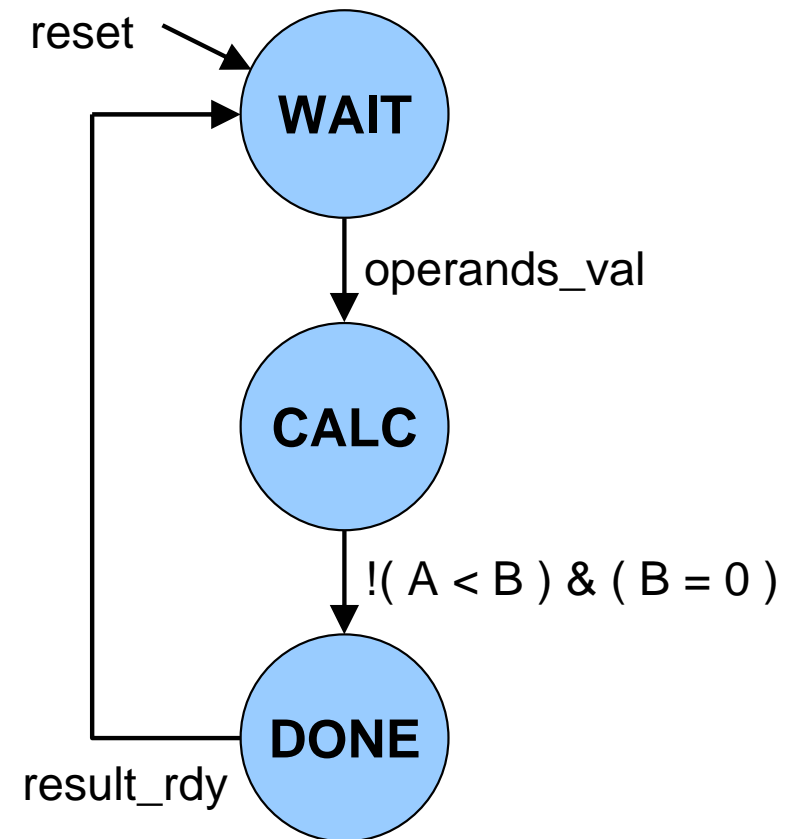 reset
WAIT
operands_val
CALC
!( A < B ) & ( B = 0 )
DONE
result_rdy